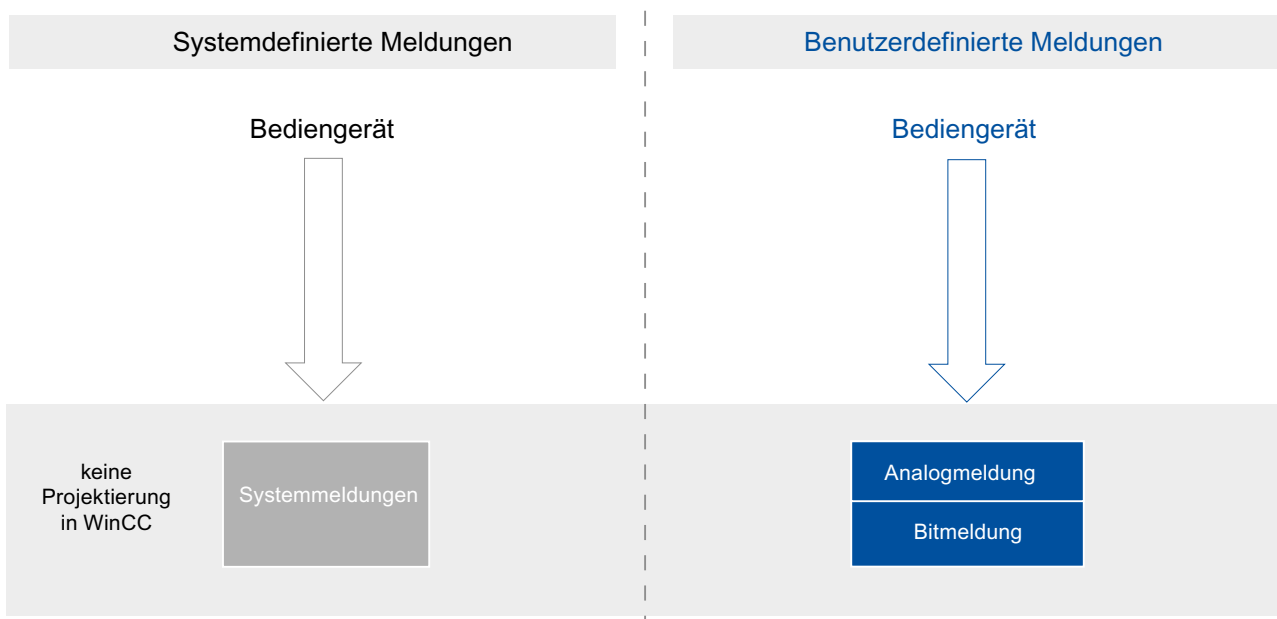 Systemdefinierte Meldungen
Benutzerdefinierte Meldungen
Bediengerät
Bediengerät
keine
Projektierung
in WinCC
Systemmeldungen
Analogmeldung
Bitmeldung